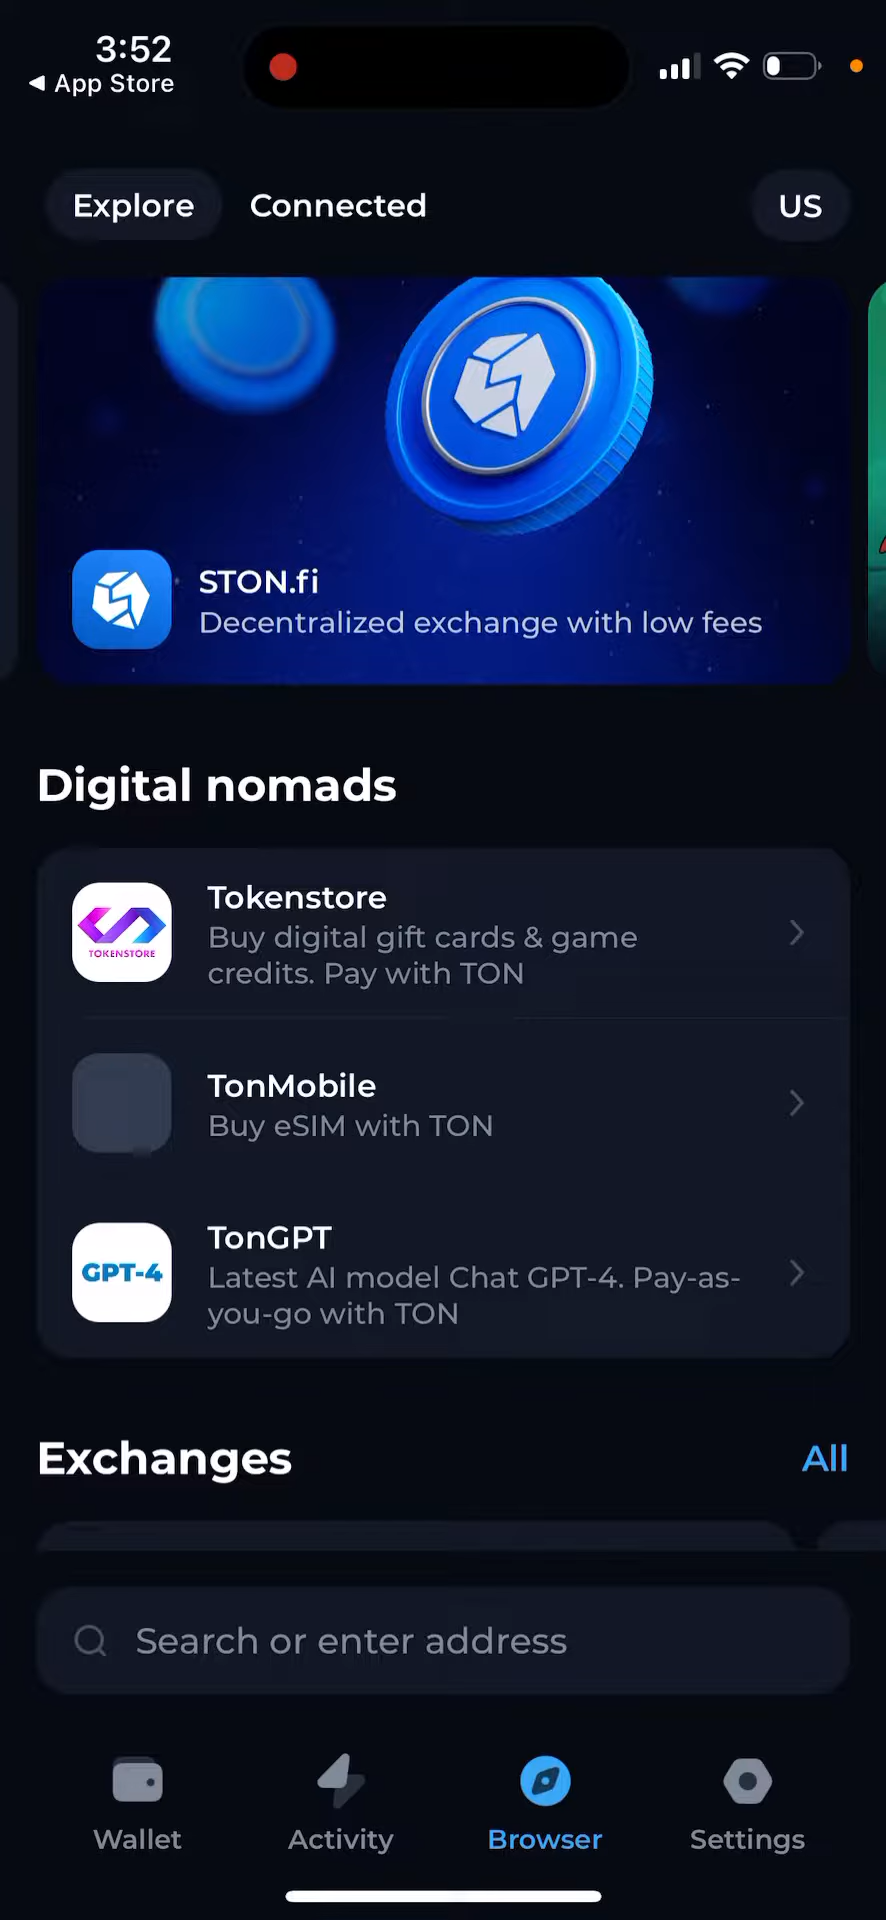 3:52
App Store
Explore
Connected
US
STON.fi
Decentralized exchange with low fees
Digital nomads
Tokenstore
Buy digital gift cards & game
credits. Pay with TON
TOKENSTORE
TonMobile
Buy eSIM with TON
TonGPT
GPT-4
Latest AI model Chat GPT-4. Pay-as-
you-go with TON
Exchanges
All
Search or enter address
Wallet
Activity
Browser
Settings